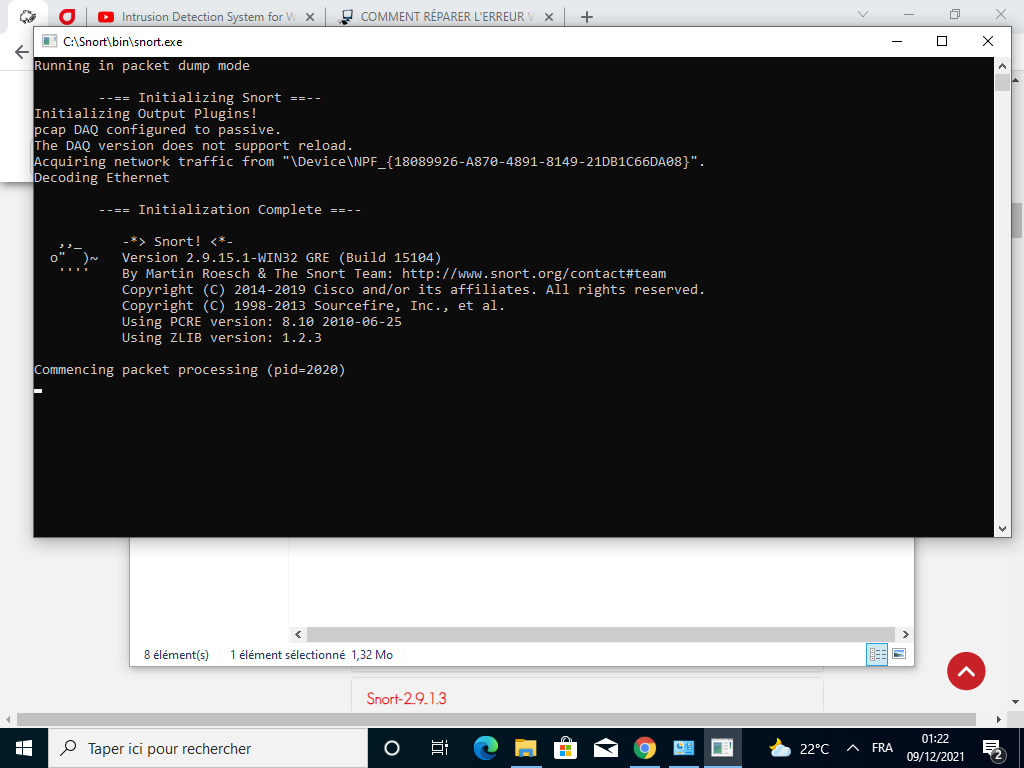 Intrusion Detection System for W
COMMENT RÉPARER L'ERREUR V
C:\Snort\bin\snort.exe
Running in packet dump mode
--== Initializing Snort ==--
Initializing Output Plugins!
pcap DAQ configured to passive.
The DAQ version does not support reload.
Acquiring network traffic from "\Device\NPF_{18089926-A870-4891-8149-21DB1C66DA08}".
Decoding Ethernet
--== Initialization Complete ==--
,,_     -*> Snort! <*-
o"  )~   Version 2.9.15.1-WIN32 GRE (Build 15104)
''''    By Martin Roesch & The Snort Team: http://www.snort.org/contact#team
Copyright (C) 2014-2019 Cisco and/or its affiliates. All rights reserved.
Copyright (C) 1998-2013 Sourcefire, Inc., et al.
Using PCRE version: 8.10 2010-06-25
Using ZLIB version: 1.2.3
Commencing packet processing (pid=2020)
8 élément(s) 1 élément sélectionné 1,32 Mo
Snort-2.9.1.3
Taper ici pour rechercher
22°C
FRA
01:22
09/12/2021
2